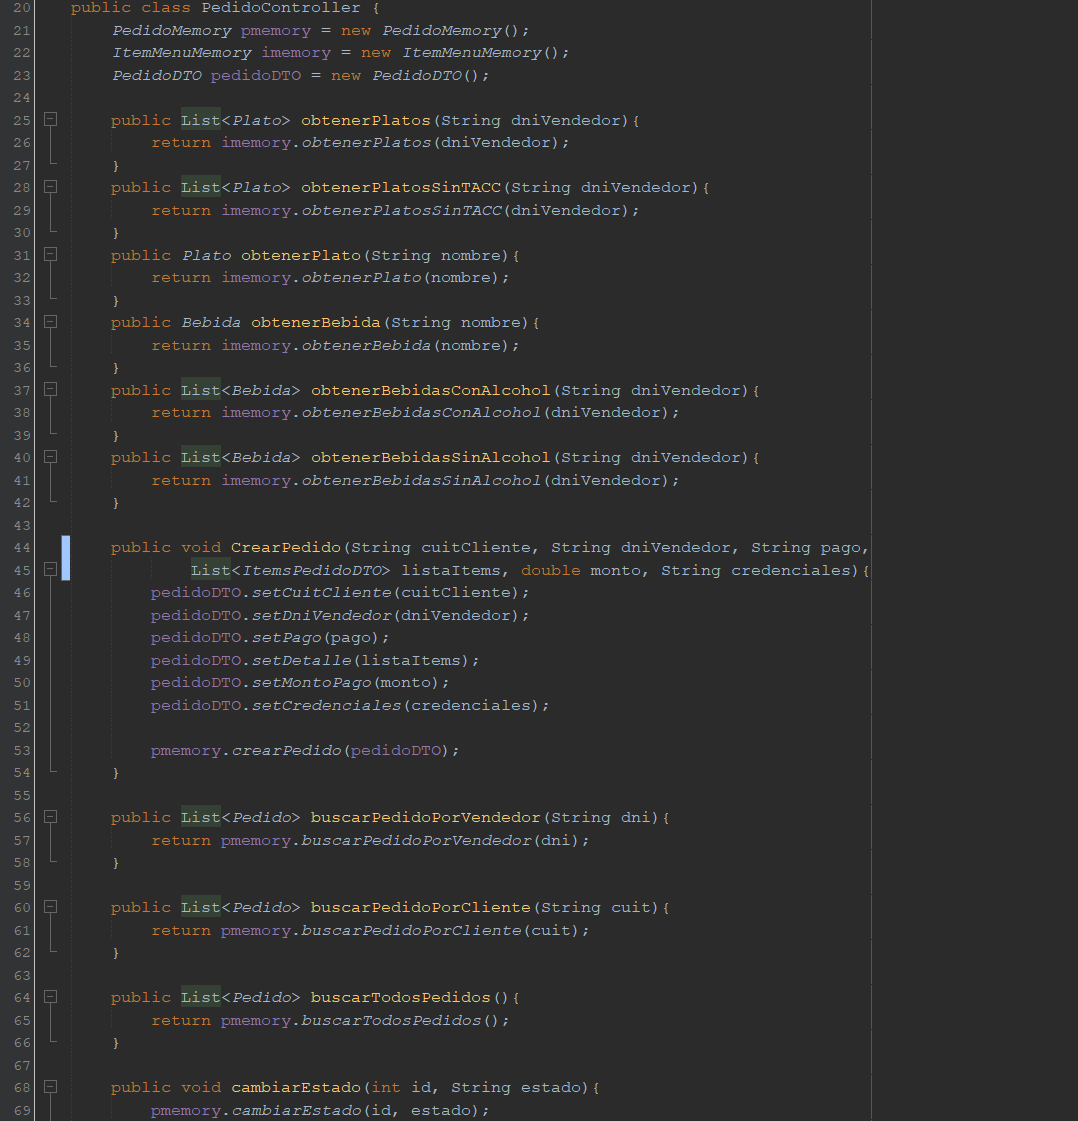 20 public class PedidoController {
21 PedidoMemory pmemory = new PedidoMemory();
22 ItemMenuMemory imemory = new ItemMenuMemory();
23 PedidoDTO pedidoDTO = new PedidoDTO();
24
25 public List<Plato> obtenerPlatos(String dniVendedor){
26 return imemory.obtenerPlatos(dniVendedor);
27 }
28 public List<Plato> obtenerPlatosSinTACC(String dniVendedor){
29 return imemory.obtenerPlatosSinTACC(dniVendedor);
30 }
31 public Plato obtenerPlato(String nombre){
32 return imemory.obtenerPlato(nombre);
33 }
34 public Bebida obtenerBebida(String nombre){
35 return imemory.obtenerBebida(nombre);
36 }
37 public List<Bebida> obtenerBebidasConAlcohol(String dniVendedor){
38 return imemory.obtenerBebidasConAlcohol(dniVendedor);
39 }
40 public List<Bebida> obtenerBebidasSinAlcohol(String dniVendedor){
41 return imemory.obtenerBebidasSinAlcohol(dniVendedor);
42 }
43
44 public void CrearPedido(String cuitCliente, String dniVendedor, String pago,
45 List<ItemsPedidoDTO> listaItems, double monto, String credenciales){
46 pedidoDTO.setCuitCliente(cuitCliente);
47 pedidoDTO.setDniVendedor(dniVendedor);
48 pedidoDTO.setPago(pago);
49 pedidoDTO.setDetalle(listaItems);
50 pedidoDTO.setMontoPago(monto);
51 pedidoDTO.setCredenciales(credenciales);
52
53 pmemory.crearPedido(pedidoDTO);
54 }
55
56 public List<Pedido> buscarPedidoPorVendedor(String dni){
57 return pmemory.buscarPedidoPorVendedor(dni);
58 }
59
60 public List<Pedido> buscarPedidoPorCliente(String cuit){
61 return pmemory.buscarPedidoPorCliente(cuit);
62 }
63
64 public List<Pedido> buscarTodosPedidos(){
65 return pmemory.buscarTodosPedidos();
66 }
67
68 public void cambiarEstado(int id, String estado){
69 pmemory.cambiarEstado(id, estado);